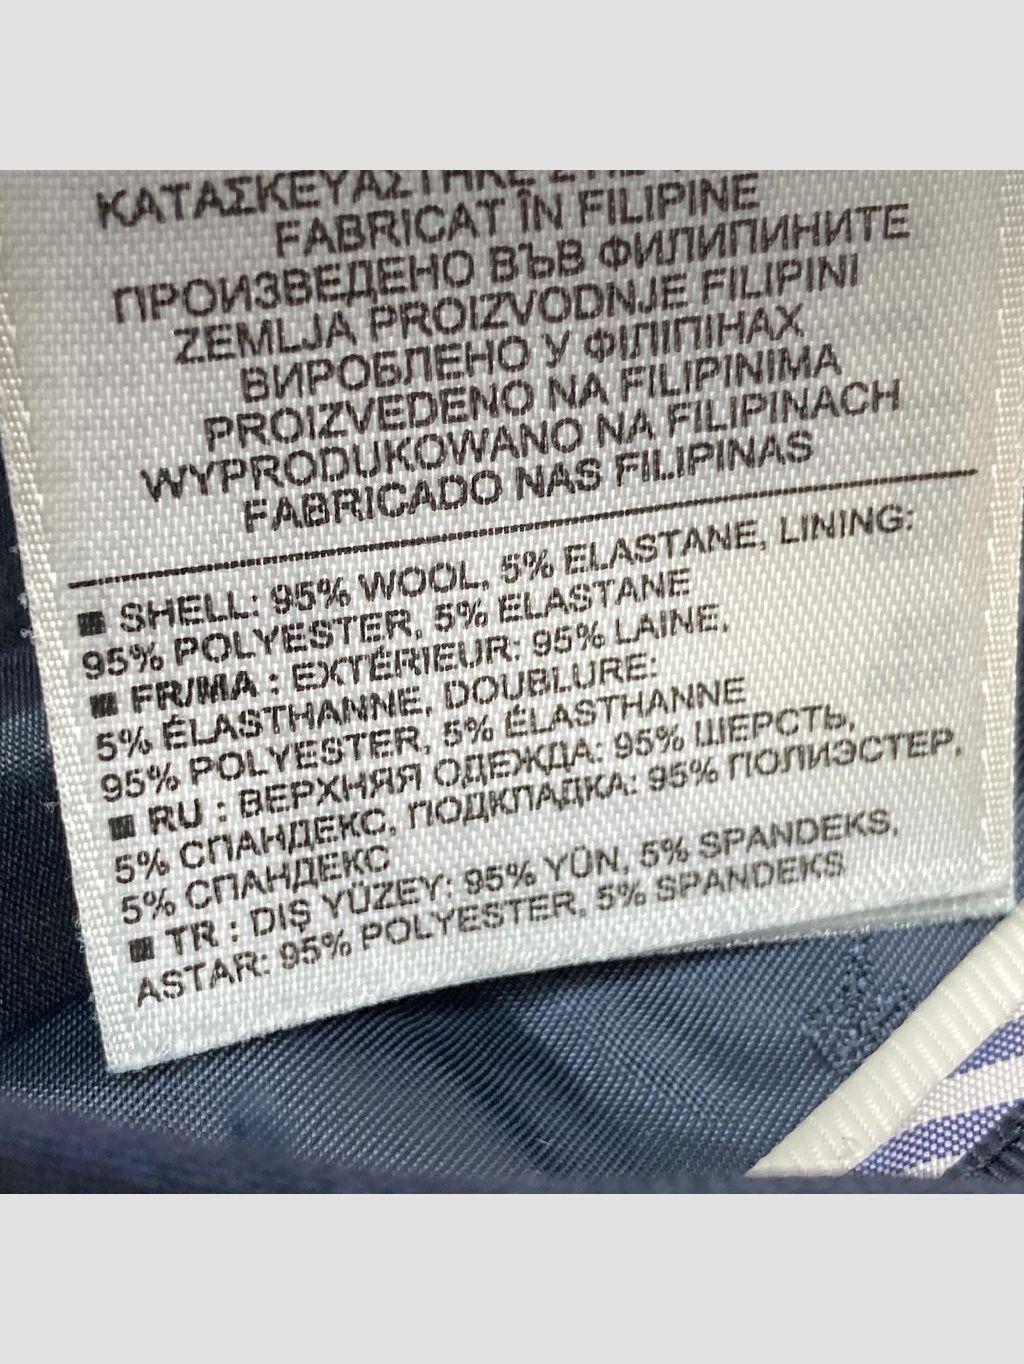 ΚΑΤΑΣΚΕΥΑΣΤΗΚΕ
FABRICAT ÎN FILIPINE
ПРОИЗВЕДЕНО ВЪВ ФИЛИПИНИТЕ
ZEMLJA PROIZVODNJE FILIPINI
ВИРОБЛЕНО У ФІЛІПІНАХ
PROIZVEDENO NA FILIPINIMA
WYPRODUKOWANO NA FILIPINACH
FABRICADO NAS FILIPINAS
■ SHELL: 95% WOOL, 5% ELASTANE, LINING:
95% POLYESTER, 5% ELASTANE
■ FR/MA : EXTÉRIEUR: 95% LAINE,
5% ÉLASTHANNE, DOUBLURE:
95% POLYESTER, 5% ÉLASTHANNE
■ RU : ВЕРХНЯЯ ОДЕЖДА: 95% ШЕРСТЬ,
5% СПАНДЕКС, ПОДКЛАДКА: 95% ПОЛИЭСТЕР,
5% СПАНДЕКС
■ TR : DIŞ YÜZEY: 95% YÜN, 5% SPANDEKS,
ASTAR: 95% POLYESTER, 5% SPANDEKS